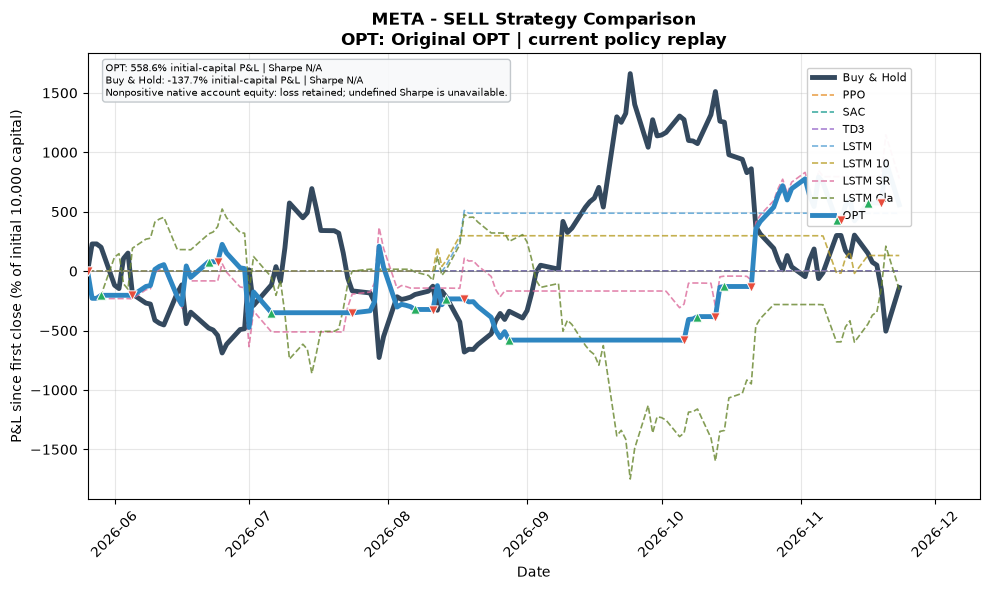 META - SELL Strategy Comparison
OPT: Original OPT | current policy replay
OPT: 558.6% initial-capital P&L | Sharpe N/A
Buy & Hold: -137.7% initial-capital P&L | Sharpe N/A
Nonpositive native account equity: loss retained; undefined Sharpe is unavailable.
Buy & Hold
PPO
SAC
TD3
LSTM
LSTM 10
LSTM SR
LSTM Cla
OPT
P&L since first close (% of initial 10,000 capital)
1500
1000
500
0
−500
−1000
−1500
2026-06
2026-07
2026-08
2026-09
2026-10
2026-11
2026-12
Date